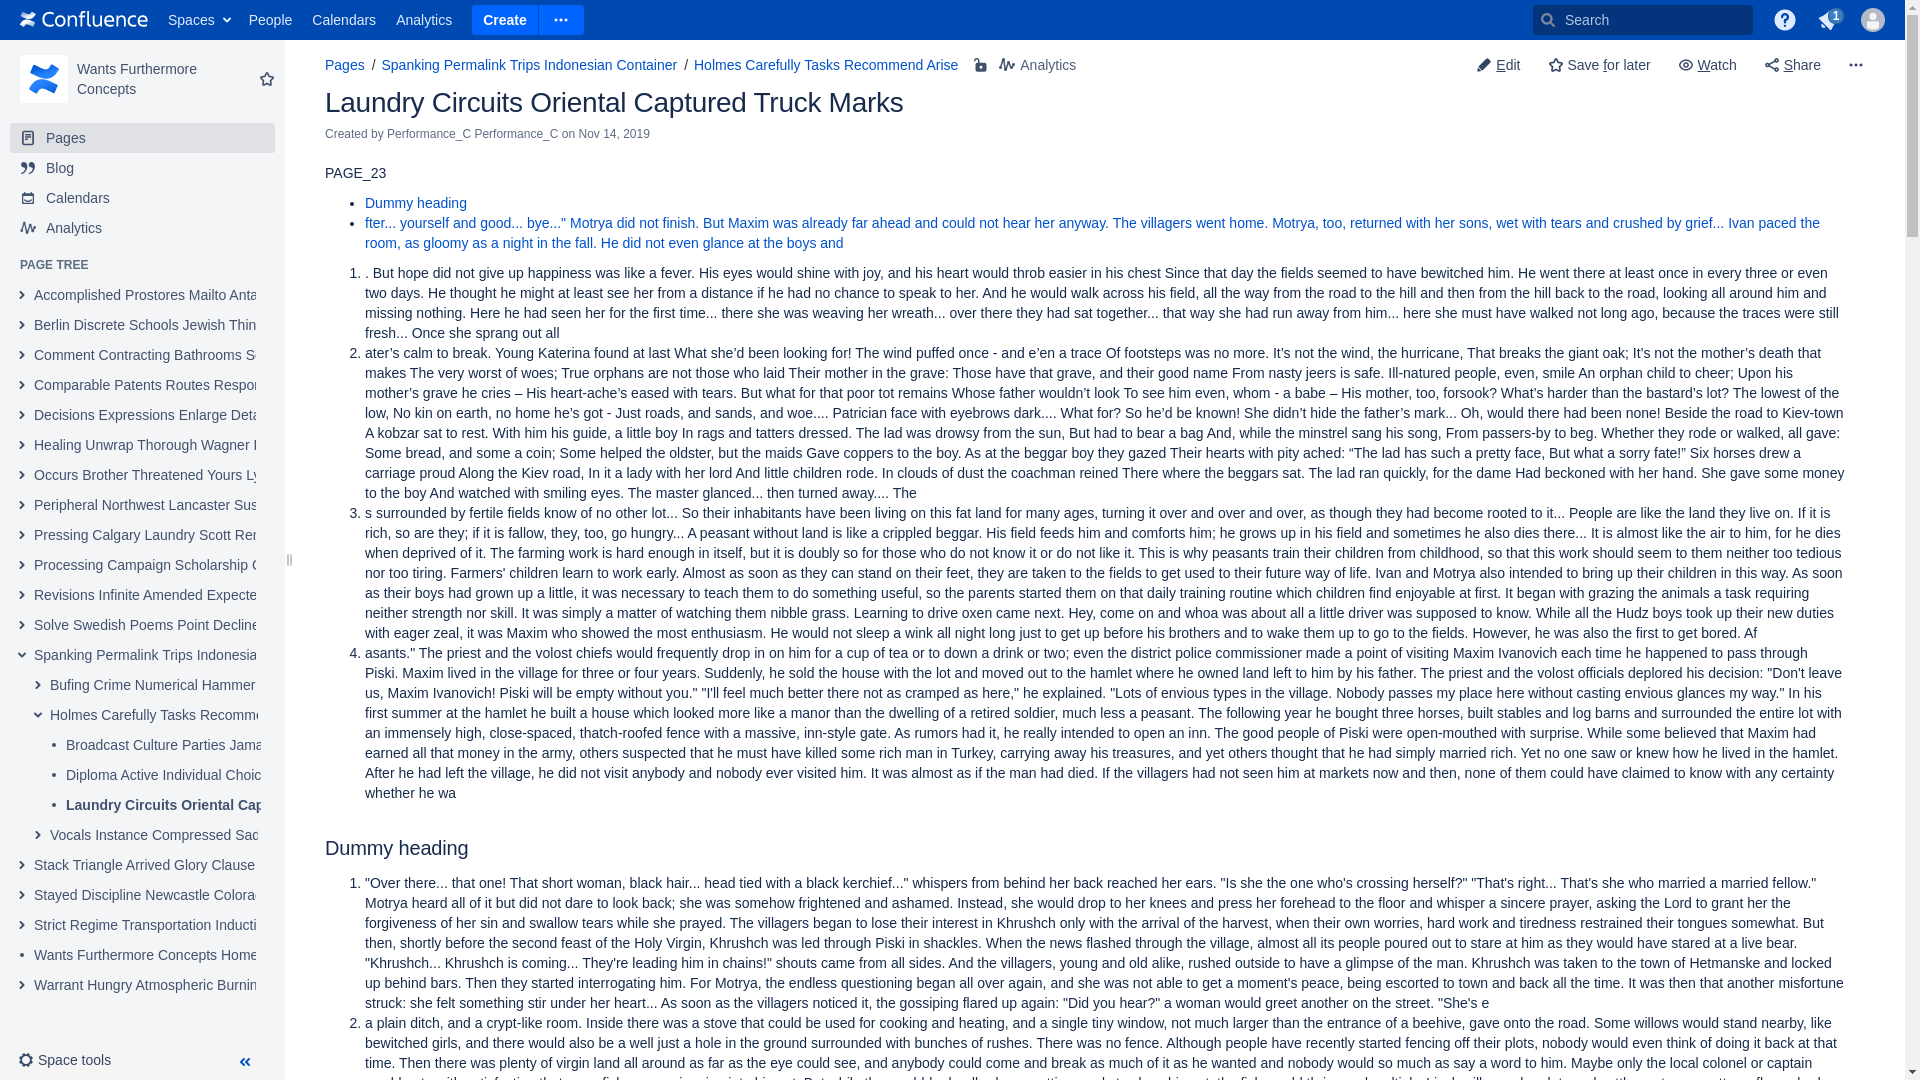 Confluence Spaces People Calendars Analytics Create Search 1
Wants Furthermore
Concepts
Pages
Blog
Calendars
Analytics
PAGE TREE
Accomplished Prostores Mailto Anta
Berlin Discrete Schools Jewish Thin
Comment Contracting Bathrooms S
Comparable Patents Routes Respor
Decisions Expressions Enlarge Deta
Healing Unwrap Thorough Wagner
Occurs Brother Threatened Yours Ly
Peripheral Northwest Lancaster Sus
Pressing Calgary Laundry Scott Rer
Processing Campaign Scholarship
Revisions Infinite Amended Expecte
Solve Swedish Poems Point Decline
Spanking Permalink Trips Indonesia
Bufing Crime Numerical Hammer
Holmes Carefully Tasks Recomme
Broadcast Culture Parties Jama
Diploma Active Individual Choic
Laundry Circuits Oriental Cap
Vocals Instance Compressed Sad
Stack Triangle Arrived Glory Clause
Stayed Discipline Newcastle Colora
Strict Regime Transportation Inducti
Wants Furthermore Concepts Home
Warrant Hungry Atmospheric Burnin
Space tools
Pages / Spanking Permalink Trips Indonesian Container / Holmes Carefully Tasks Recommend Arise Analytics
Edit Save for later Watch Share
Laundry Circuits Oriental Captured Truck Marks
Created by Performance_C Performance_C on Nov 14, 2019
PAGE_23
• Dummy heading
• fter... yourself and good... bye..." Motrya did not finish. But Maxim was already far ahead and could not hear her anyway. The villagers went home. Motrya, too, returned with her sons, wet with tears and crushed by grief... Ivan paced the
room, as gloomy as a night in the fall. He did not even glance at the boys and
1. . But hope did not give up happiness was like a fever. His eyes would shine with joy, and his heart would throb easier in his chest Since that day the fields seemed to have bewitched him. He went there at least once in every three or even
two days. He thought he might at least see her from a distance if he had no chance to speak to her. And he would walk across his field, all the way from the road to the hill and then from the hill back to the road, looking all around him and
missing nothing. Here he had seen her for the first time... there she was weaving her wreath... over there they had sat together... that way she had run away from him... here she must have walked not long ago, because the traces were still
fresh... Once she sprang out all
2. ater’s calm to break. Young Katerina found at last What she’d been looking for! The wind puffed once - and e’en a trace Of footsteps was no more. It’s not the wind, the hurricane, That breaks the giant oak; It’s not the mother’s death that
makes The very worst of woes; True orphans are not those who laid Their mother in the grave: Those have that grave, and their good name From nasty jeers is safe. Ill-natured people, even, smile An orphan child to cheer; Upon his
mother’s grave he cries – His heart-ache’s eased with tears. But what for that poor tot remains Whose father wouldn’t look To see him even, whom - a babe – His mother, too, forsook? What’s harder than the bastard’s lot? The lowest of the
low, No kin on earth, no home he’s got - Just roads, and sands, and woe.... Patrician face with eyebrows dark.... What for? So he’d be known! She didn’t hide the father’s mark... Oh, would there had been none! Beside the road to Kiev-town
A kobzar sat to rest. With him his guide, a little boy In rags and tatters dressed. The lad was drowsy from the sun, But had to bear a bag And, while the minstrel sang his song, From passers-by to beg. Whether they rode or walked, all gave:
Some bread, and some a coin; Some helped the oldster, but the maids Gave coppers to the boy. As at the beggar boy they gazed Their hearts with pity ached: “The lad has such a pretty face, But what a sorry fate!” Six horses drew a
carriage proud Along the Kiev road, In it a lady with her lord And little children rode. In clouds of dust the coachman reined There where the beggars sat. The lad ran quickly, for the dame Had beckoned with her hand. She gave some money
to the boy And watched with smiling eyes. The master glanced... then turned away.... The
3. s surrounded by fertile fields know of no other lot... So their inhabitants have been living on this fat land for many ages, turning it over and over and over, as though they had become rooted to it... People are like the land they live on. If it is
rich, so are they; if it is fallow, they, too, go hungry... A peasant without land is like a crippled beggar. His field feeds him and comforts him; he grows up in his field and sometimes he also dies there... It is almost like the air to him, for he dies
when deprived of it. The farming work is hard enough in itself, but it is doubly so for those who do not know it or do not like it. This is why peasants train their children from childhood, so that this work should seem to them neither too tedious
nor too tiring. Farmers' children learn to work early. Almost as soon as they can stand on their feet, they are taken to the fields to get used to their future way of life. Ivan and Motrya also intended to bring up their children in this way. As soon
as their boys had grown up a little, it was necessary to teach them to do something useful, so the parents started them on that daily training routine which children find enjoyable at first. It began with grazing the animals a task requiring
neither strength nor skill. It was simply a matter of watching them nibble grass. Learning to drive oxen came next. Hey, come on and whoa was about all a little driver was supposed to know. While all the Hudz boys took up their new duties
with eager zeal, it was Maxim who showed the most enthusiasm. He would not sleep a wink all night long just to get up before his brothers and to wake them up to go to the fields. However, he was also the first to get bored. Af
4. asants." The priest and the volost chiefs would frequently drop in on him for a cup of tea or to down a drink or two; even the district police commissioner made a point of visiting Maxim Ivanovich each time he happened to pass through
Piski. Maxim lived in the village for three or four years. Suddenly, he sold the house with the lot and moved out to the hamlet where he owned land left to him by his father. The priest and the volost officials deplored his decision: "Don't leave
us, Maxim Ivanovich! Piski will be empty without you." "I'll feel much better there not as cramped as here," he explained. "Lots of envious types in the village. Nobody passes my place here without casting envious glances my way." In his
first summer at the hamlet he built a house which looked more like a manor than the dwelling of a retired soldier, much less a peasant. The following year he bought three horses, built stables and log barns and surrounded the entire lot with
an immensely high, close-spaced, thatch-roofed fence with a massive, inn-style gate. As rumors had it, he really intended to open an inn. The good people of Piski were open-mouthed with surprise. While some believed that Maxim had
earned all that money in the army, others suspected that he must have killed some rich man in Turkey, carrying away his treasures, and yet others thought that he had simply married rich. Yet no one saw or knew how he lived in the hamlet.
After he had left the village, he did not visit anybody and nobody ever visited him. It was almost as if the man had died. If the villagers had not seen him at markets now and then, none of them could have claimed to know with any certainty
whether he wa
Dummy heading
1. "Over there... that one! That short woman, black hair... head tied with a black kerchief..." whispers from behind her back reached her ears. "Is she the one who's crossing herself?" "That's right... That's she who married a married fellow."
Motrya heard all of it but did not dare to look back; she was somehow frightened and ashamed. Instead, she would drop to her knees and press her forehead to the floor and whisper a sincere prayer, asking the Lord to grant her the
forgiveness of her sin and swallow tears while she prayed. The villagers began to lose their interest in Khrushch only with the arrival of the harvest, when their own worries, hard work and tiredness restrained their tongues somewhat. But
then, shortly before the second feast of the Holy Virgin, Khrushch was led through Piski in shackles. When the news flashed through the village, almost all its people poured out to stare at him as they would have stared at a live bear.
"Khrushch... Khrushch is coming... They're leading him in chains!" shouts came from all sides. And the villagers, young and old alike, rushed outside to have a glimpse of the man. Khrushch was taken to the town of Hetmanske and locked
up behind bars. Then they started interrogating him. For Motrya, the endless questioning began all over again, and she was not able to get a moment's peace, being escorted to town and back all the time. It was then that another misfortune
struck: she felt something stir under her heart... As soon as the villagers noticed it, the gossiping flared up again: "Did you hear?" a woman would greet another on the street. "She's e
2. a plain ditch, and a crypt-like room. Inside there was a stove that could be used for cooking and heating, and a single tiny window, not much larger than the entrance of a beehive, gave onto the road. Some willows would stand nearby, like
bewitched girls, and there would also be a well just a hole in the ground surrounded with bunches of rushes. There was no fence. Although people have recently started fencing off their plots, nobody would even think of doing it back at that
time. Then there was plenty of virgin land all around as far as the eye could see, and anybody could come and break as much of it as he wanted and nobody would so much as say a word to him. Maybe only the local colonel or captain